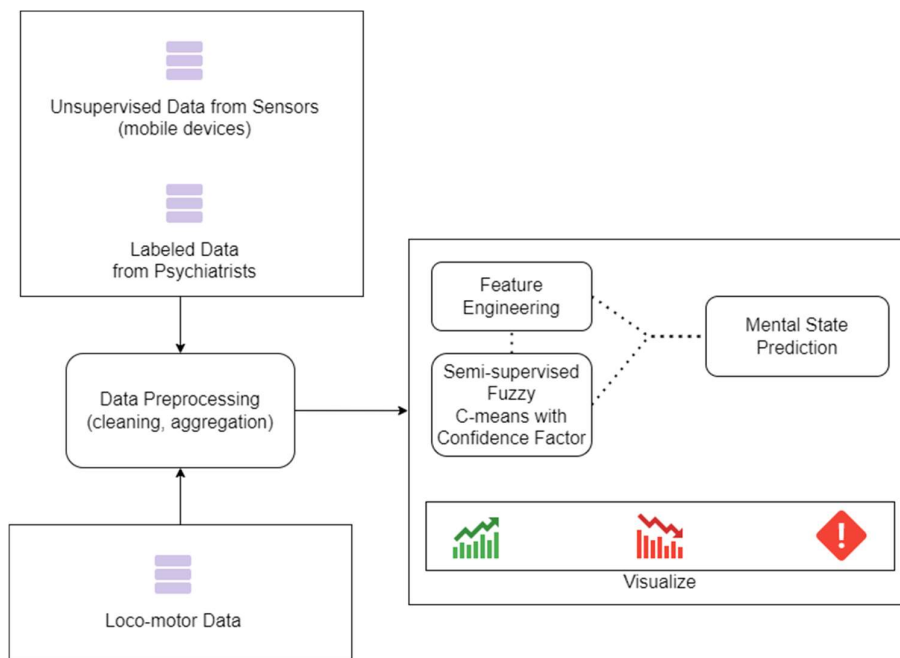 Unsupervised Data from Sensors
(mobile devices)
Labeled Data
from Psychiatrists
Data Preprocessing
(cleaning, aggregation)
Loco-motor Data
Feature
Engineering
Semi-supervised
Fuzzy
C-means with
Confidence Factor
Mental State
Prediction
!
Visualize